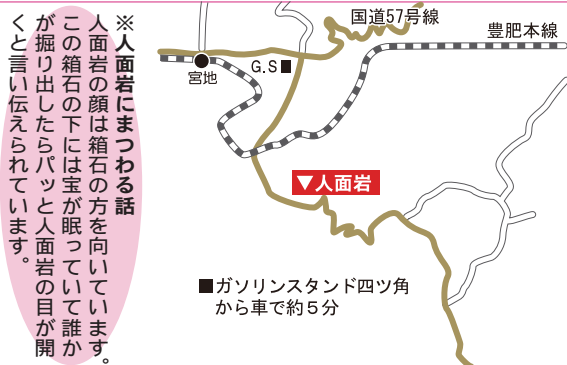 ※人面岩にまつわる話
人面岩の顔は箱石の方を向いています。
この箱石の下には宝が眠っていて誰か
が掘り出したらパッと人面岩の目が開
くと言い伝えられています。
国道57号線
豊肥本線
G.S■
宮地
▼人面岩
■ガソリンスタンド四ツ角
から車で約５分